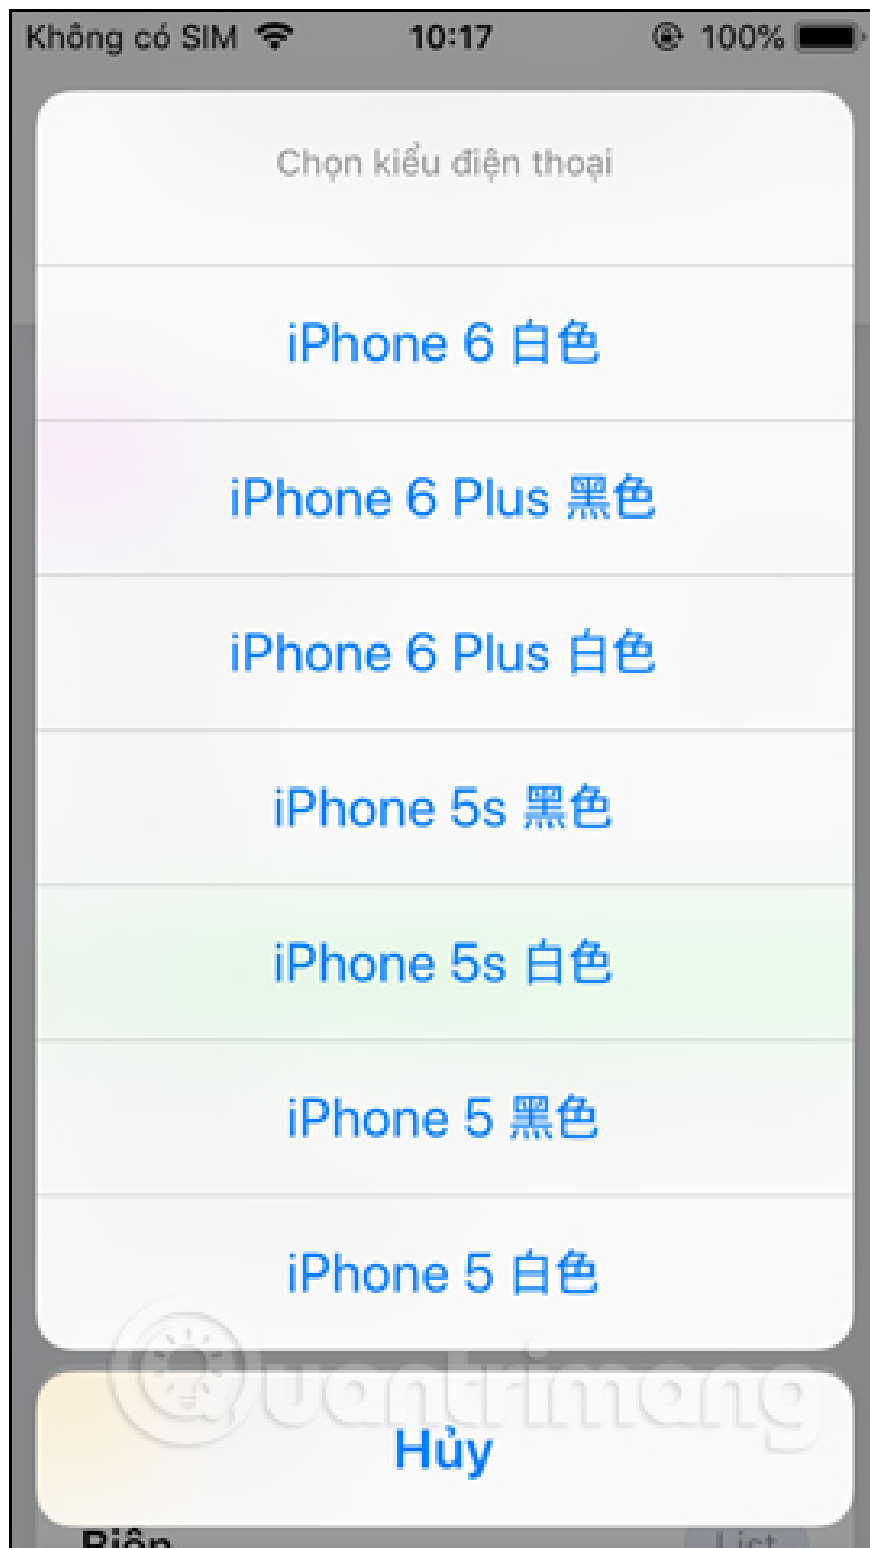 Không có SIM 10:17 100%
Chọn kiểu điện thoại
iPhone 6 白色
iPhone 6 Plus 黑色
iPhone 6 Plus 白色
iPhone 5s 黑色
iPhone 5s 白色
iPhone 5 黑色
iPhone 5 白色
Quantrimang
Hủy
List